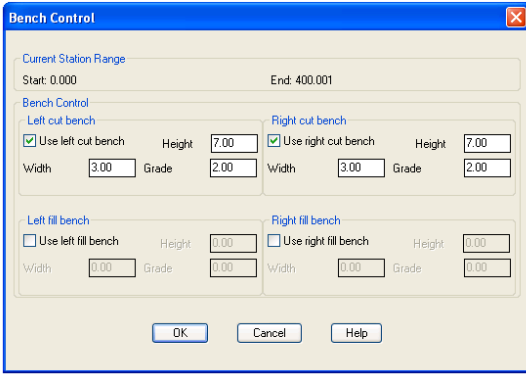 Bench Control
Current Station Range
Start: 0.000 End: 400.001
Bench Control
Left cut bench Right cut bench
Use left cut bench Height 7.00 Use right cut bench Height 7.00
Width 3.00 Grade 2.00 Width 3.00 Grade 2.00
Left fill bench Right fill bench
Use left fill bench Height 0.00 Use right fill bench Height 0.00
Width 0.00 Grade 0.00 Width 0.00 Grade 0.00
OK Cancel Help